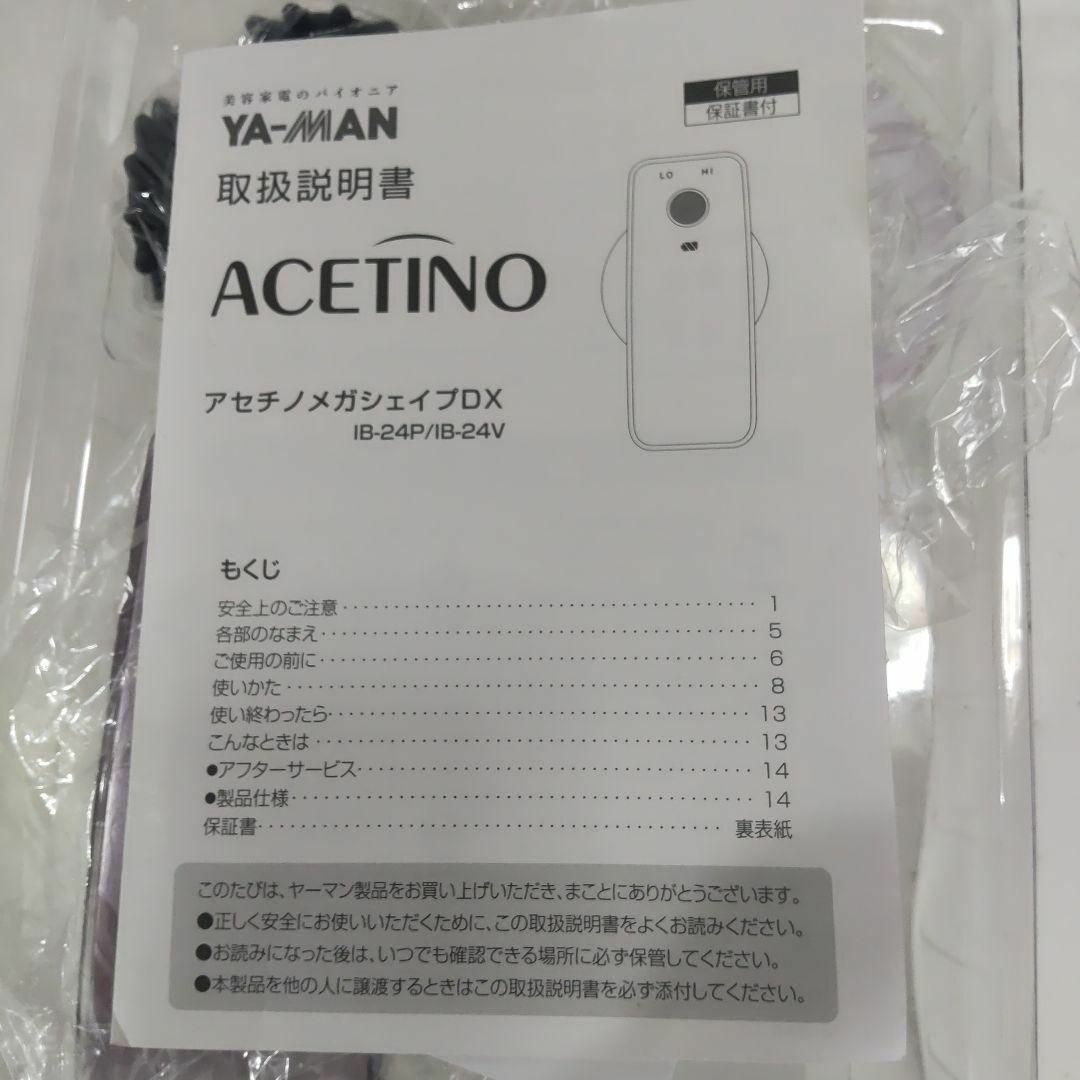 美容家電のパイオニア
YA-MAN
保管用
保証書付
取扱説明書
LO HI
ACETINO
アセチノメガシェイプDX
IB-24P/IB-24V
もくじ
安全上のご注意 1
各部のなまえ 5
ご使用の前に 6
使いかた 8
使い終わったら 13
こんなときは 13
●アフターサービス 14
●製品仕様 14
保証書 裏表紙
このたびは、ヤーマン製品をお買い上げいただき、まことにありがとうございます。
●正しく安全にお使いいただくために、この取扱説明書をよくお読みください。
●お読みになった後は、いつでも確認できる場所に必ず保管してください。
●本製品を他の人に譲渡するときはこの取扱説明書を必ず添付してください。